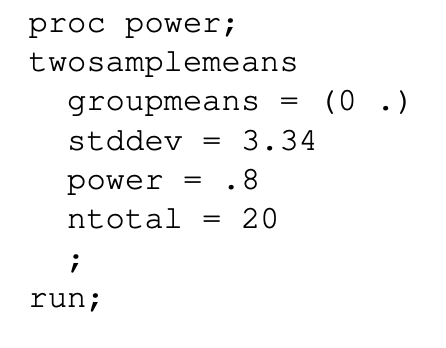 proc power;
twosamplemeans
  groupmeans = (0 .)
  stddev = 3.34
  power = .8
  ntotal = 20
  ;
run;